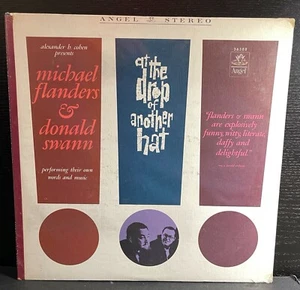 ANGEL STEREO
alexander h. cohen
presents
michael
flanders
&
donald
swann
performing their own
words and music
at
the
drop
of a
another
hat
Angel
"flanders & swann
are explosively
funny, witty, literate,
daffy and
delightful."